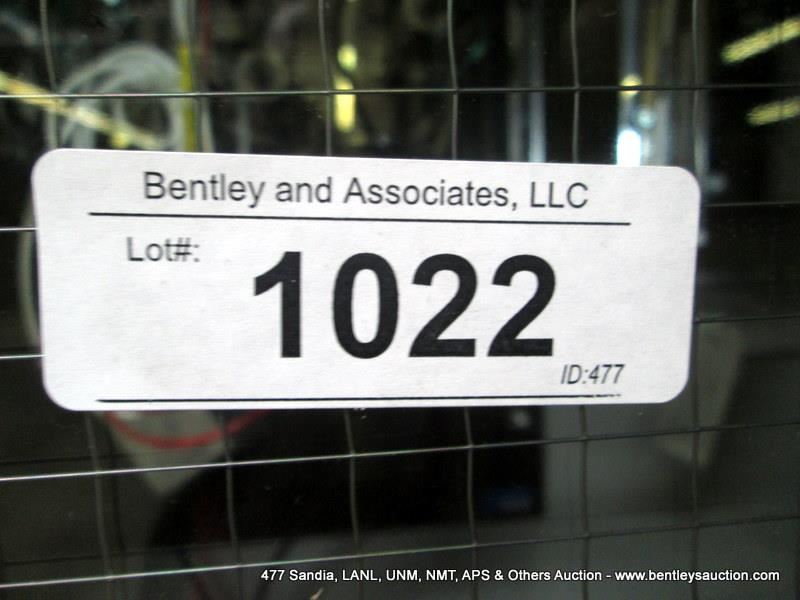 Bentley and Associates, LLC
Lot#:
1022
ID:477
477 Sandia, LANL, UNM, NMT, APS & Others Auction - www.bentleysauction.com